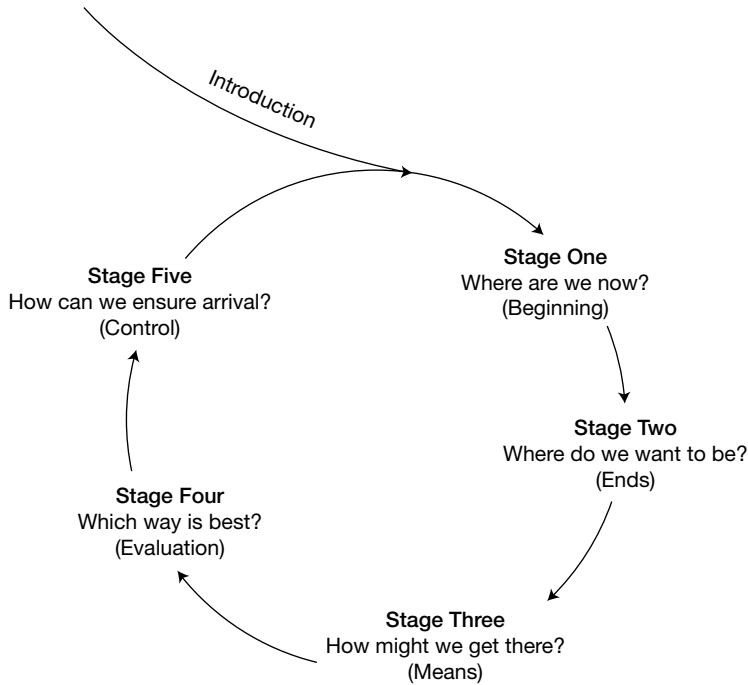 Introduction
Stage One
Where are we now?
(Beginning)
Stage Two
Where do we want to be?
(Ends)
Stage Three
How might we get there?
(Means)
Stage Four
Which way is best?
(Evaluation)
Stage Five
How can we ensure arrival?
(Control)